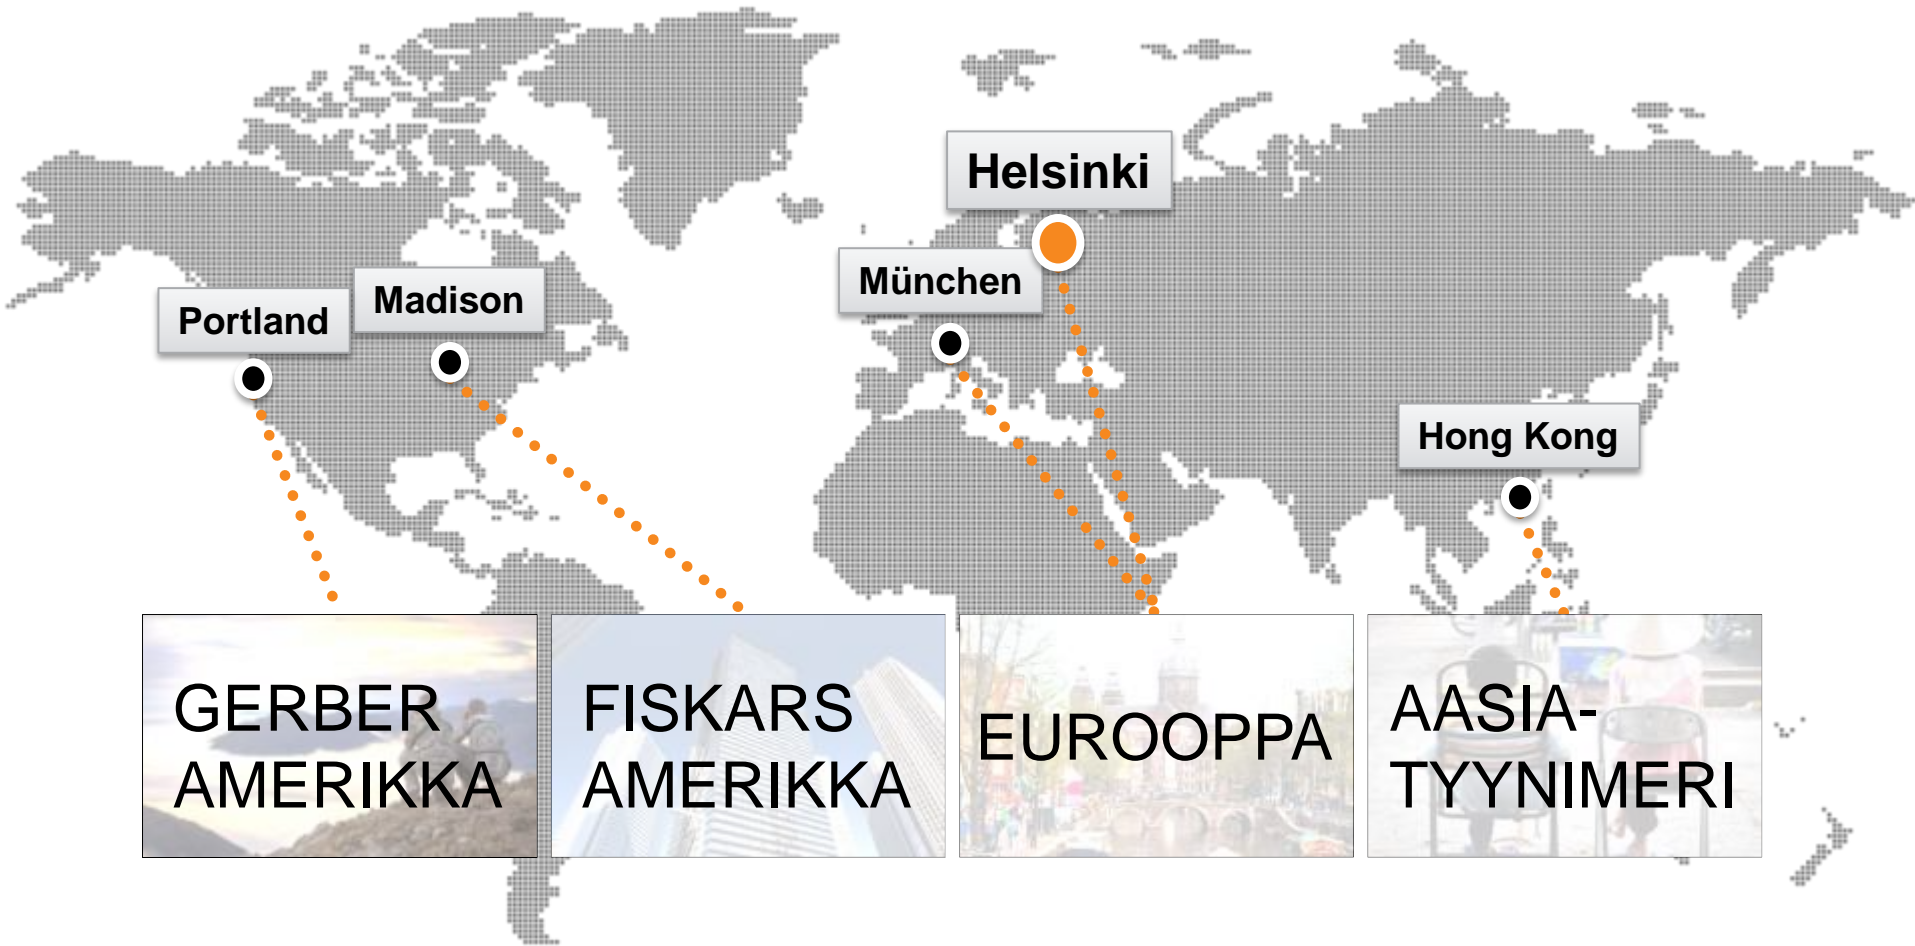 Helsinki
München
Madison
Portland
Hong Kong
GERBER
AMERIKKA
FISKARS
AMERIKKA
EUROOPPA
AASIA-
TYYNIMERI